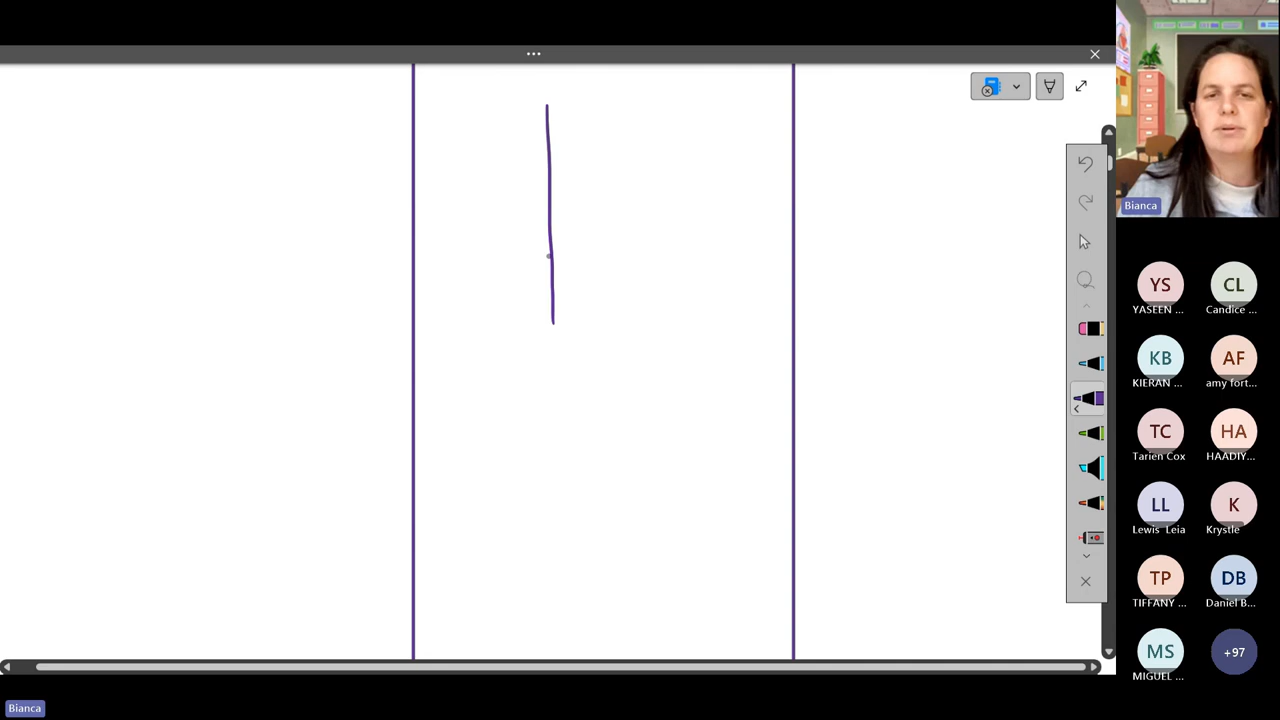 Bianca
YS
CL
YASEEN ...
Candice ...
KB
AF
KIERAN ...
amy fort...
TC
HA
Tarien Cox
HAADIY...
LL
K
Lewis Leia
Krystle
TP
DB
TIFFANY ...
Daniel B...
MS
+97
MIGUEL ...
Bianca